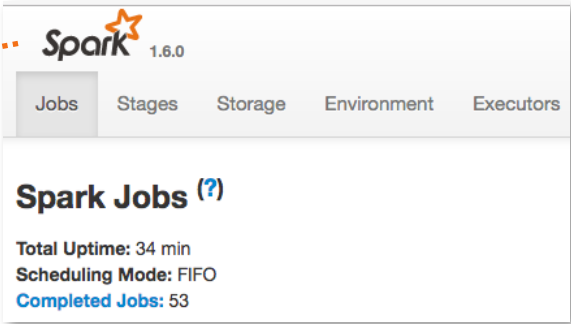 Spark 1.6.0
Jobs Stages Storage Environment Executors
Spark Jobs (?)
Total Uptime: 34 min
Scheduling Mode: FIFO
Completed Jobs: 53